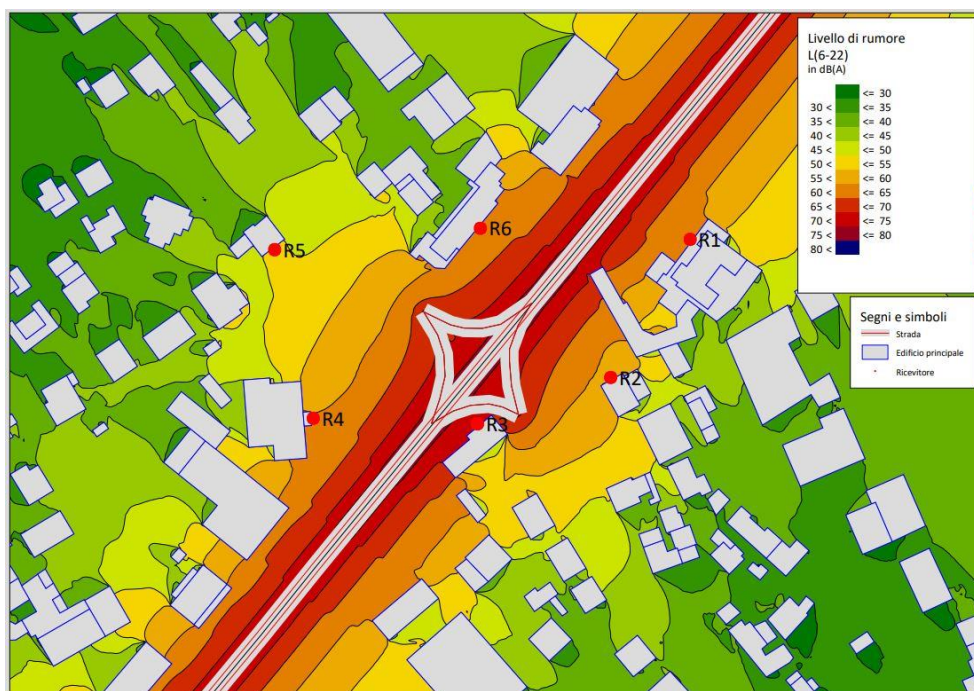 Livello di rumore
L(6-22)
in dB(A)
<= 30
30 < <= 35
35 < <= 40
40 < <= 45
45 < <= 50
50 < <= 55
55 < <= 60
60 < <= 65
65 < <= 70
70 < <= 75
75 < <= 80
80 <
Segni e simboli
Strada
Edificio principale
Ricevitore
R6
R1
R5
R2
R4
R3